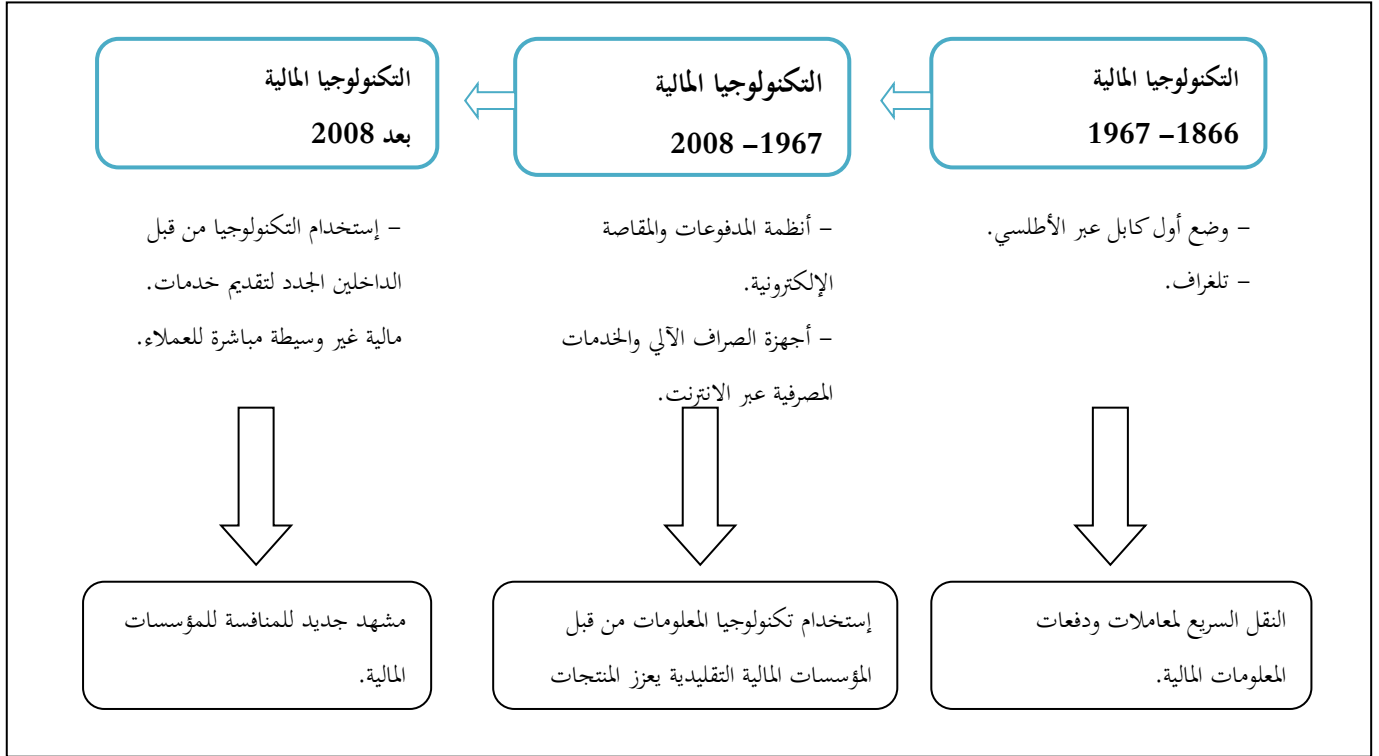 التكنولوجيا المالية
1866– 1967
التكنولوجيا المالية
1967– 2008
التكنولوجيا المالية
بعد 2008
– وضع أول كابل عبر الأطلسي.
– تلغراف.
– أنظمة المدفوعات والمقاصة
الإلكترونية.
– أجهزة الصراف الآلي والخدمات
المصرفية عبر الانترنت.
– إستخدام التكنولوجيا من قبل
الداخلين الجدد لتقديم خدمات.
مالية غير وسيطة مباشرة للعملاء.
النقل السريع لمعاملات ودفعات
المعلومات المالية.
إستخدام تكنولوجيا المعلومات من قبل
المؤسسات المالية التقليدية يعزز المنتجات
مشهد جديد للمنافسة للمؤسسات
المالية.